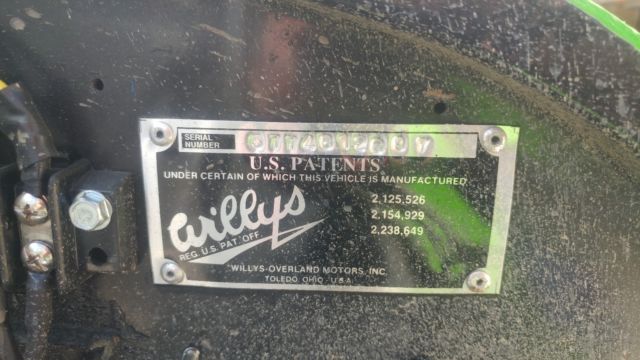 SERIAL
NUMBER
U.S. PATENTS
UNDER CERTAIN OF WHICH THIS VEHICLE IS MANUFACTURED
2,125,526
2,154,929
2,238,649
Willys
REG. U.S. PAT. OFF.
WILLYS-OVERLAND MOTORS, INC.
TOLEDO, OHIO - U.S.A.